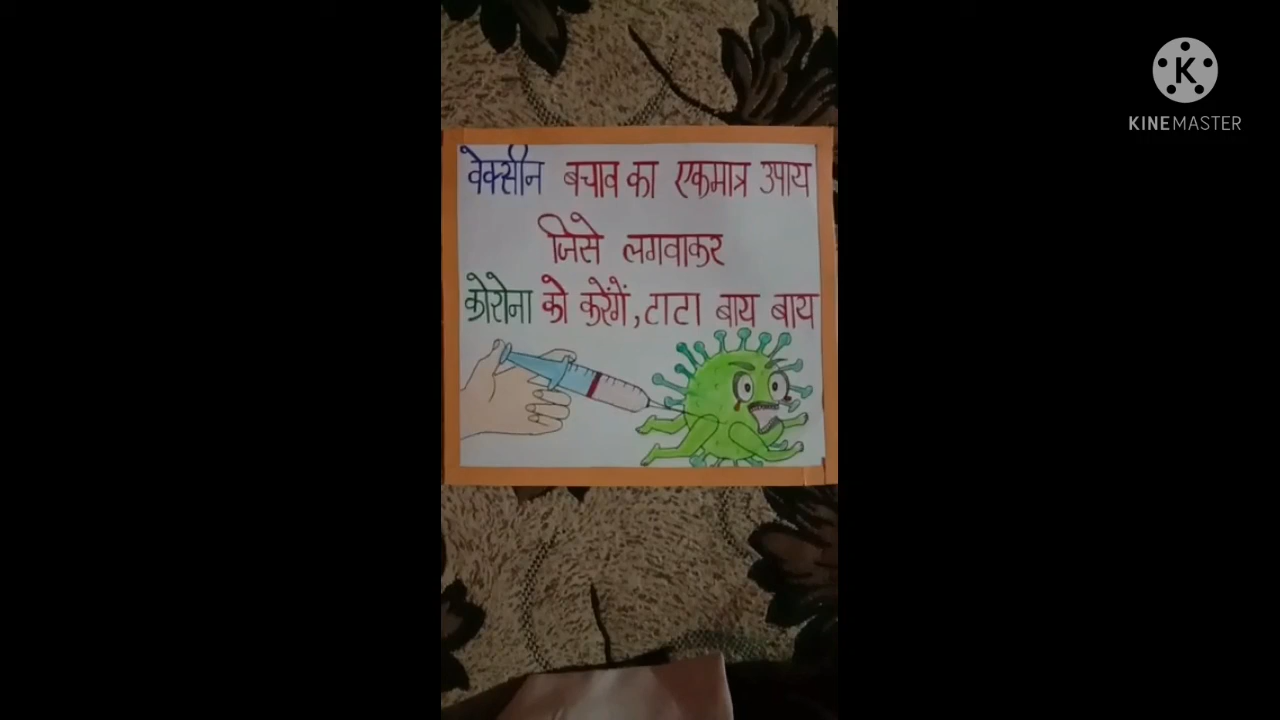 वेक्सीन बचाव का एकमात्र उपाय
जिसे लगवाकर
कोरोना को करेंगें, टाटा बाय बाय
KINEMASTER